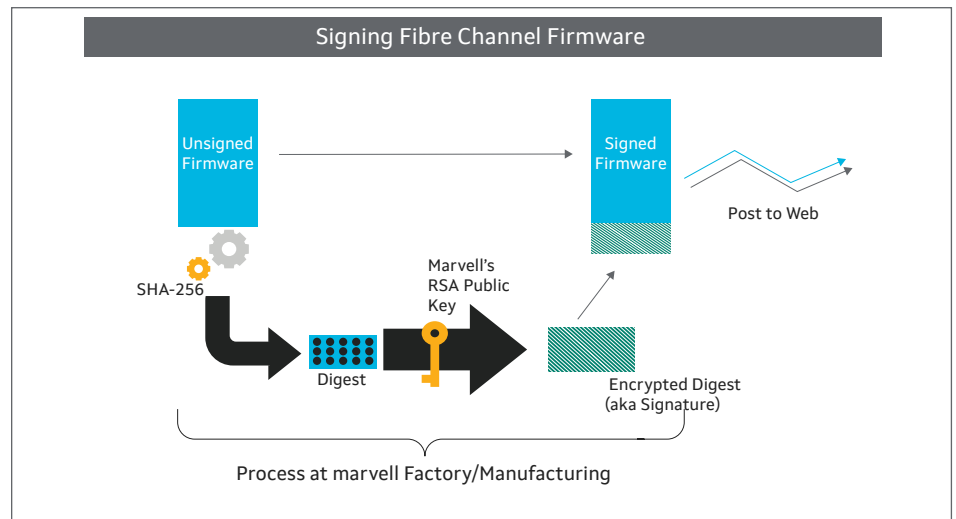 Signing Fibre Channel Firmware
Unsigned
Firmware
Signed
Firmware
Post to Web
SHA-256
Marvell's
RSA Public
Key
Digest
Encrypted Digest
(aka Signature)
Process at marvell Factory/Manufacturing